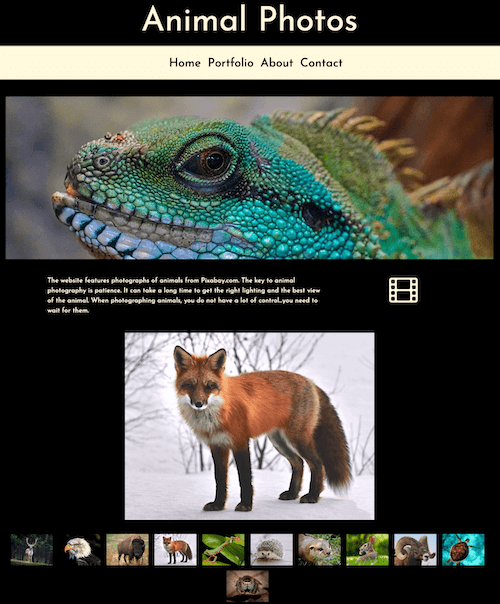 Animal Photos
Home Portfolio About Contact
The website features photographs of animals from Pixabay.com. The key to animal
photography is patience. It can take a long time to get the right lighting and the best view
of the animal. When photographing animals, you do not have a lot of control...you need to
wait for them.